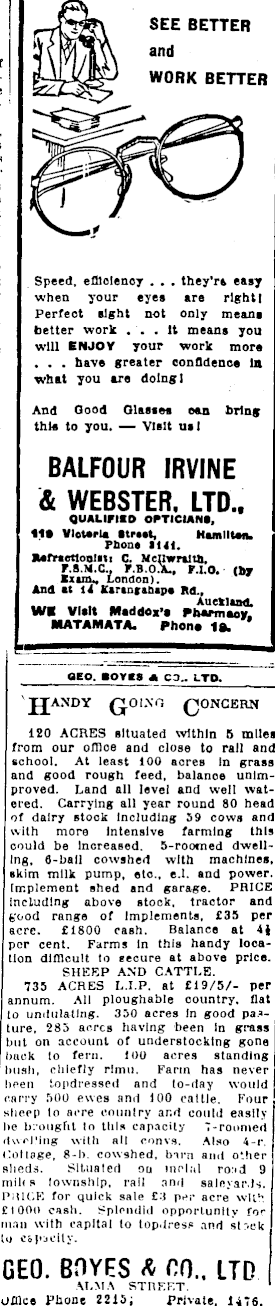 SEE BETTER
and
WORK BETTER
Speed, efficiency . . . they're easy
when your eyes are right!
Perfect sight not only means
better work . . . it means you
will ENJOY your work more
. . . have greater confidence in
what you are doing!
And Good Glasses can bring
this to you. — Visit us!
BALFOUR IRVINE
& WEBSTER, LTD.,
QUALIFIED OPTICIANS,
119 Victoria Street, Hamilton.
Phone 3141.
Refractionist: C. McIlwraith,
F.S.M.C., F.B.O.A., F.I.O. (by
Exam., London).
And at 14 Karangahape Rd.,
Auckland.
WE Visit Maddox's Pharmacy,
MATAMATA. Phone 19.
GEO. BOYES & CO., LTD.
HANDY GOING CONCERN
120 ACRES situated within 5 miles
from our office and close to rail and
school. At least 100 acres in grass
and good rough feed, balance unim-
proved. Land all level and well wat-
ered. Carrying all year round 80 head
of dairy stock including 59 cows and
with more intensive farming this
could be increased. 5-roomed dwell-
ing, 6-bail cowshed with machines,
skim milk pump, etc., e.l. and power.
Implement shed and garage. PRICE
including above stock, tractor and
good range of implements, £35 per
acre. £1800 cash. Balance at 4½
per cent. Farms in this handy loca-
tion difficult to secure at above price.
SHEEP AND CATTLE.
735 ACRES L.I.P. at £19/5/- per
annum. All ploughable country, flat
to undulating. 350 acres in good pas-
ture, 285 acres having been in grass
but on account of understocking gone
back to fern. 100 acres standing
bush, chiefly rimu. Farm has never
been topdressed and to-day would
carry 500 ewes and 100 cattle. Four
sheep to acre country and could easily
be brought to this capacity 7-roomed
dwelling with all convs. Also 4-r.
Cottage, 8-b. cowshed, barn and other
sheds. Situated on metal road 9
miles township, rail and saleyards.
PRICE for quick sale £3 per acre with
£1000 cash. Splendid opportunity for
man with capital to topdress and stock
to capacity.
GEO. BOYES & CO., LTD
ALMA STREET.
Office Phone 2215; Private, 1476.